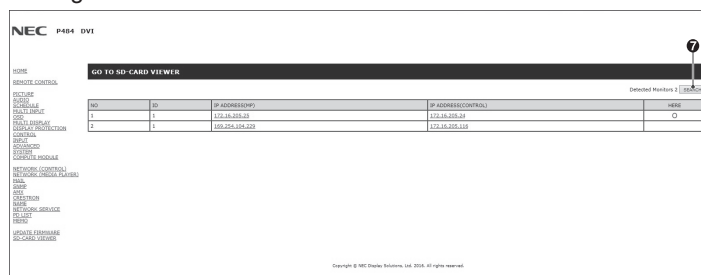 NEC P484 DVI
7
HOME
REMOTE CONTROL
PICTURE
AUDIO
SCHEDULE
MULTI INPUT
OSD
MULTI DISPLAY
DISPLAY PROTECTION
CONTROL
INPUT
ADVANCED
SYSTEM
COMPUTE MODULE
NETWORK (CONTROL)
NETWORK (MEDIA PLAYER)
MAIL
SNMP
AMX
CRESTRON
NAME
NETWORK SERVICE
PD LIST
MEMO
UPDATE FIRMWARE
SD-CARD VIEWER
GO TO SD-CARD VIEWER
Detected Monitors 2 SEARCH
NO ID IP ADDRESS(MP) IP ADDRESS(CONTROL) HERE
1 1 172.16.205.25 172.16.205.24 O
2 1 169.254.104.229 172.16.205.116
Copyright © NEC Display Solutions, Ltd. 2016. All rights reserved.